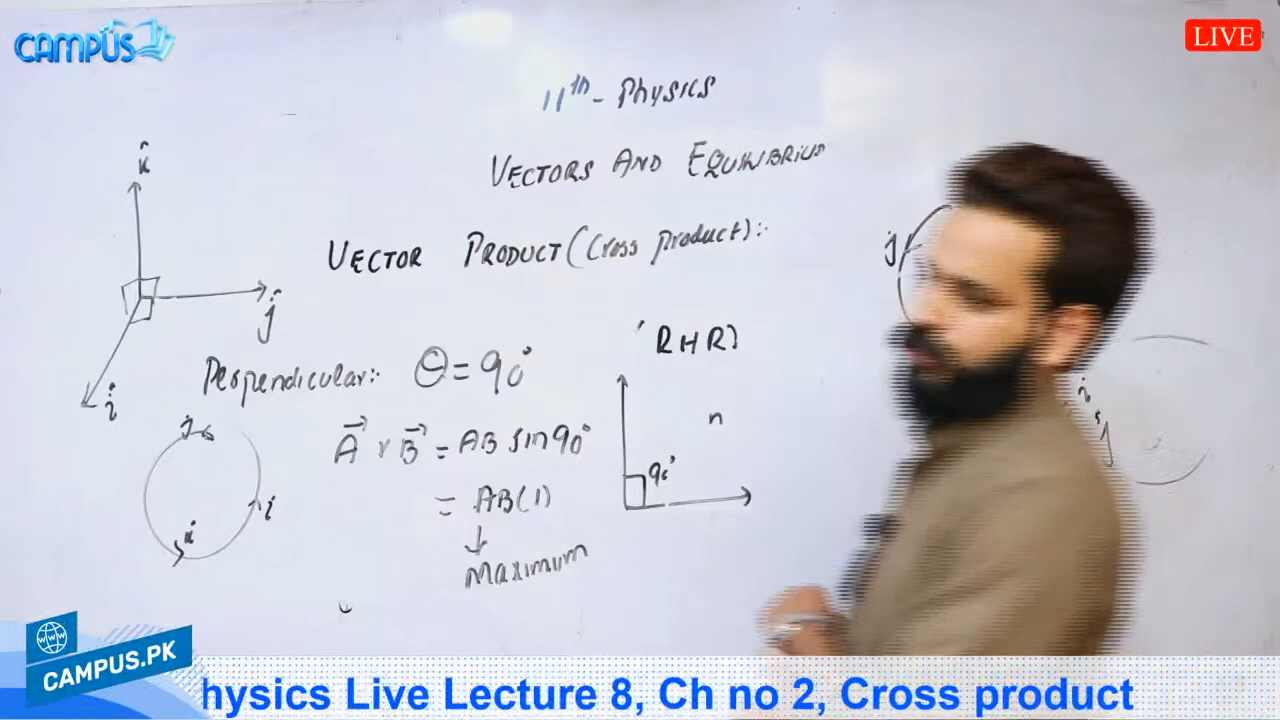 CAMPUS
LIVE
11th - Physics
VECTORS AND EQUILIBRIUM
VECTOR PRODUCT (Cross product):-
k̂
ĵ
î
Perpendicular:- θ = 90°
A⃗ × B⃗ = AB sin 90°
= AB(1)
↓
Maximum
RHR)
n
90°
j
i
k
j
i
WWW
CAMPUS.PK
hysics Live Lecture 8, Ch no 2, Cross product